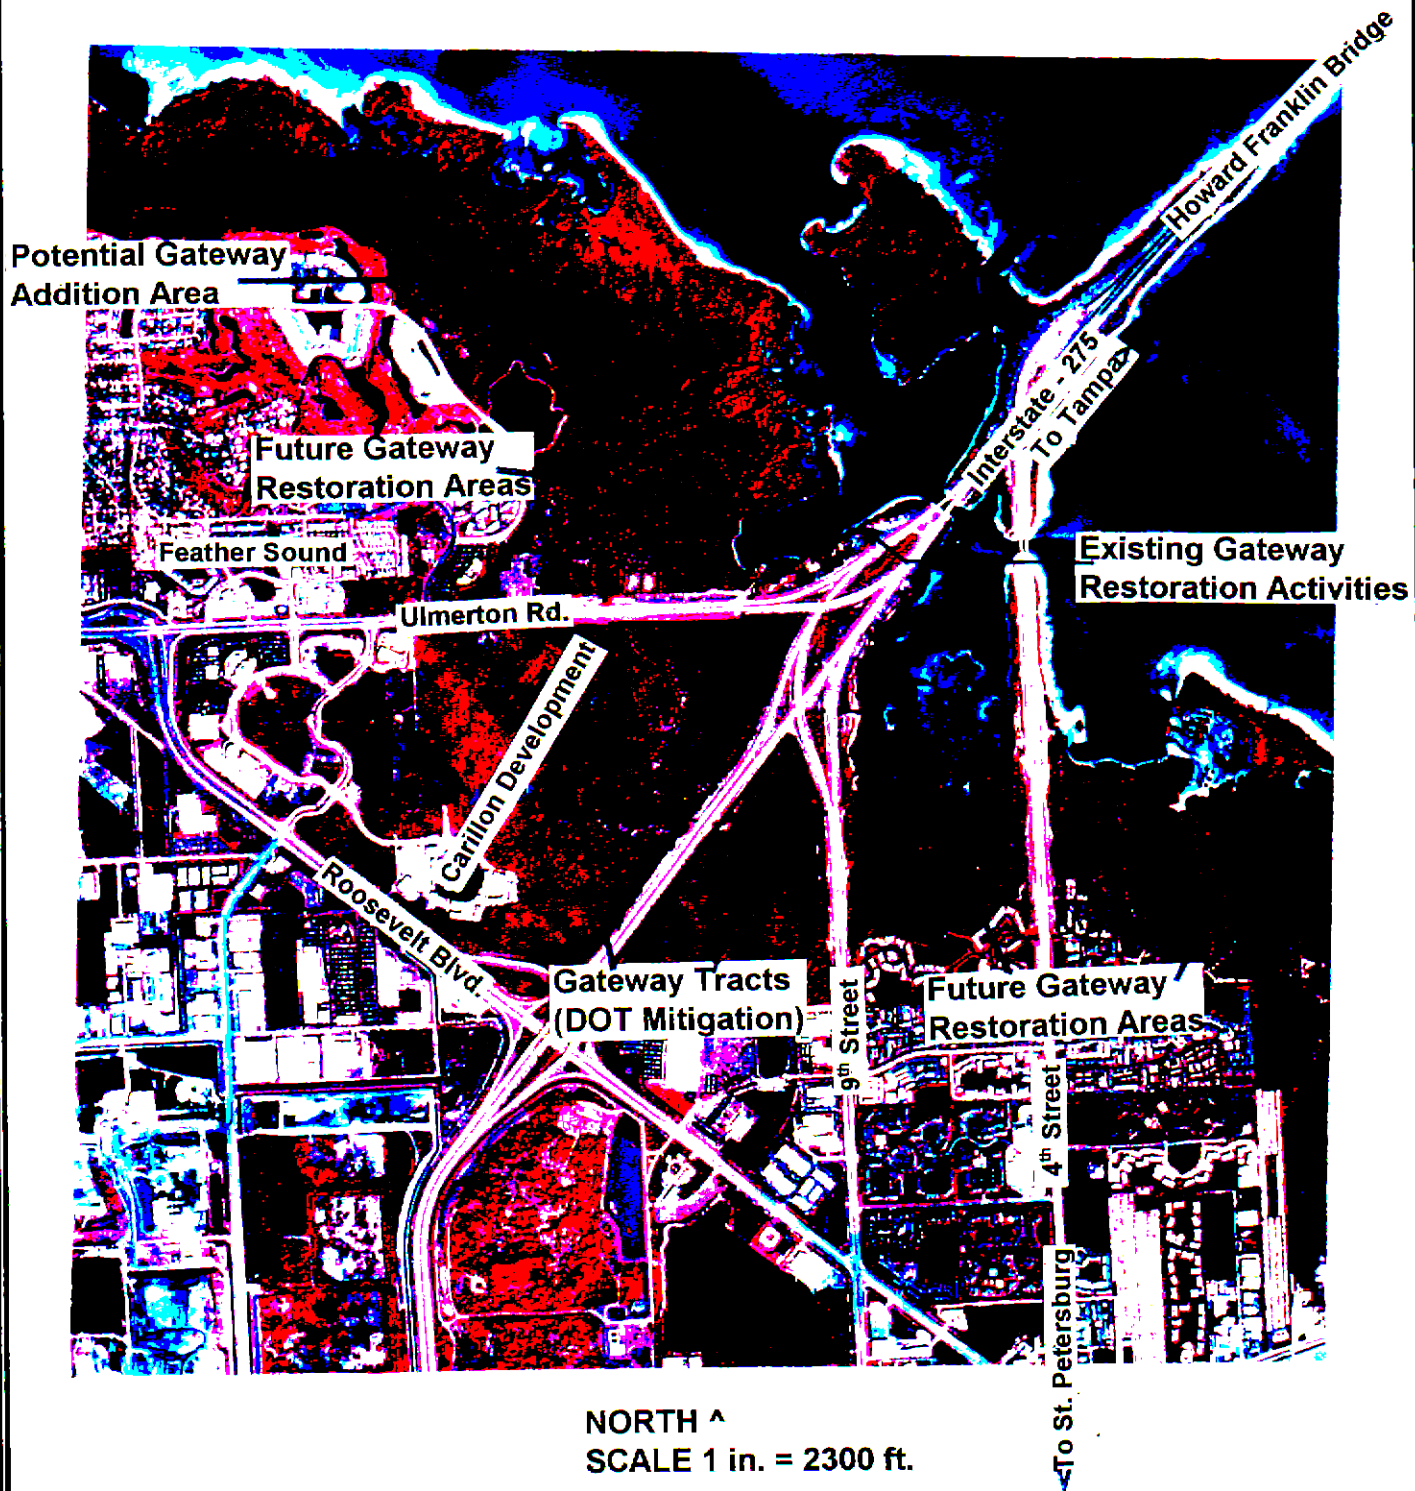 Howard Franklin Bridge
Potential Gateway
Addition Area
Interstate - 275
To Tampa>
Future Gateway
Restoration Areas
Feather Sound
Existing Gateway
Restoration Activities
Ulmerton Rd.
Carillon Development
Roosevelt Blvd.
Gateway Tracts
(DOT Mitigation)
9th Street
Future Gateway
Restoration Areas
4th Street
<To St. Petersburg
NORTH ^
SCALE 1 in. = 2300 ft.